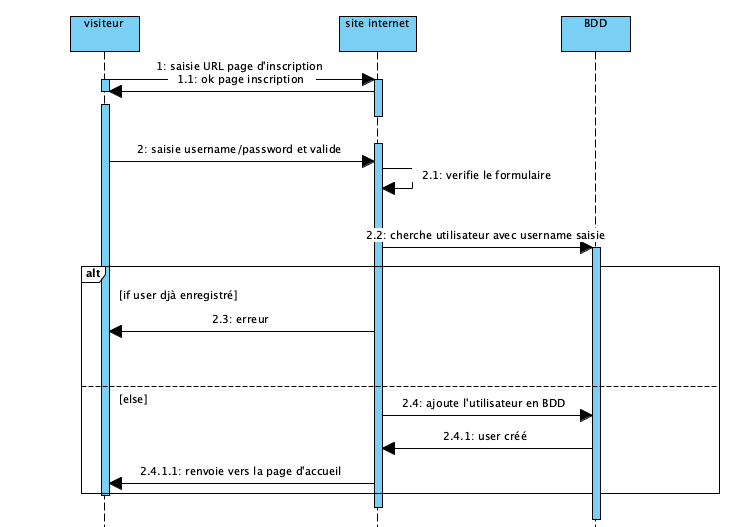 visiteur
site internet
BDD
1: saisie URL page d'inscription
1.1: ok page inscription
2: saisie username/password et valide
2.1: verifie le formulaire
2.2: cherche utilisateur avec username saisie
alt
[if user djà enregistré]
2.3: erreur
[else]
2.4: ajoute l'utilisateur en BDD
2.4.1: user créé
2.4.1.1: renvoie vers la page d'accueil